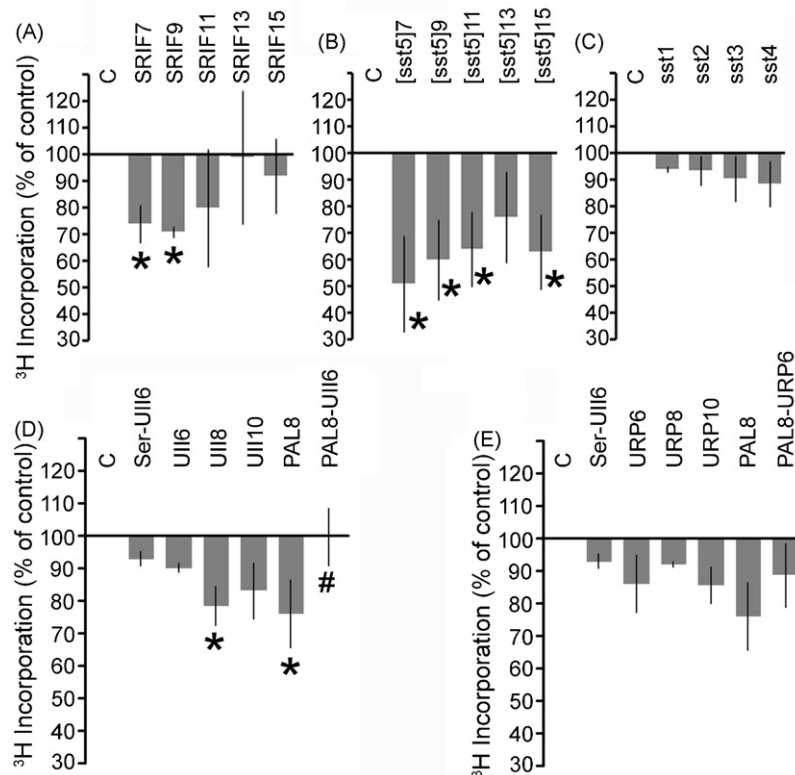 (A)
C
SRIF7
SRIF9
SRIF11
SRIF13
SRIF15
³H Incorporation (% of control)
120
110
100
90
80
70
60
50
40
30
*
*
(B)
C
[sst5]7
[sst5]9
[sst5]11
[sst5]13
[sst5]15
120
110
100
90
80
70
60
50
40
30
*
*
*
*
(C)
C
sst1
sst2
sst3
sst4
120
110
100
90
80
70
60
50
40
30
(D)
C
Ser-UII6
UII6
UII8
UII10
PAL8
PAL8-UII6
³H Incorporation (% of control)
120
110
100
90
80
70
60
50
40
30
*
*
#
(E)
C
Ser-UII6
URP6
URP8
URP10
PAL8
PAL8-URP6
³H Incorporation (% of control)
120
110
100
90
80
70
60
50
40
30